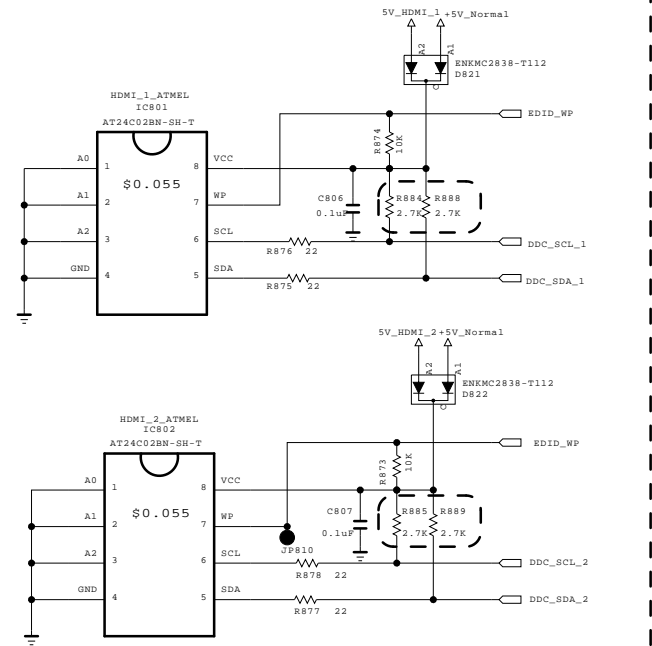 5V_HDMI_1 +5V_Normal
A2
A1
ENKMC2838-T112
D821
HDMI_1_ATMEL
IC801
AT24C02BN-SH-T
EDID_WP
R874
10K
A0 1 8 VCC
$0.055
A1 2 7 WP
C806
0.1uF
R884 R888
2.7K 2.7K
A2 3 6 SCL
R876 22
DDC_SCL_1
GND 4 5 SDA
R875 22
DDC_SDA_1
5V_HDMI_2 +5V_Normal
A2
A1
ENKMC2838-T112
D822
HDMI_2_ATMEL
IC802
AT24C02BN-SH-T
EDID_WP
R873
10K
A0 1 8 VCC
$0.055
A1 2 7 WP
JP810
C807
0.1uF
R885 R889
2.7K 2.7K
A2 3 6 SCL
R878 22
DDC_SCL_2
GND 4 5 SDA
R877 22
DDC_SDA_2